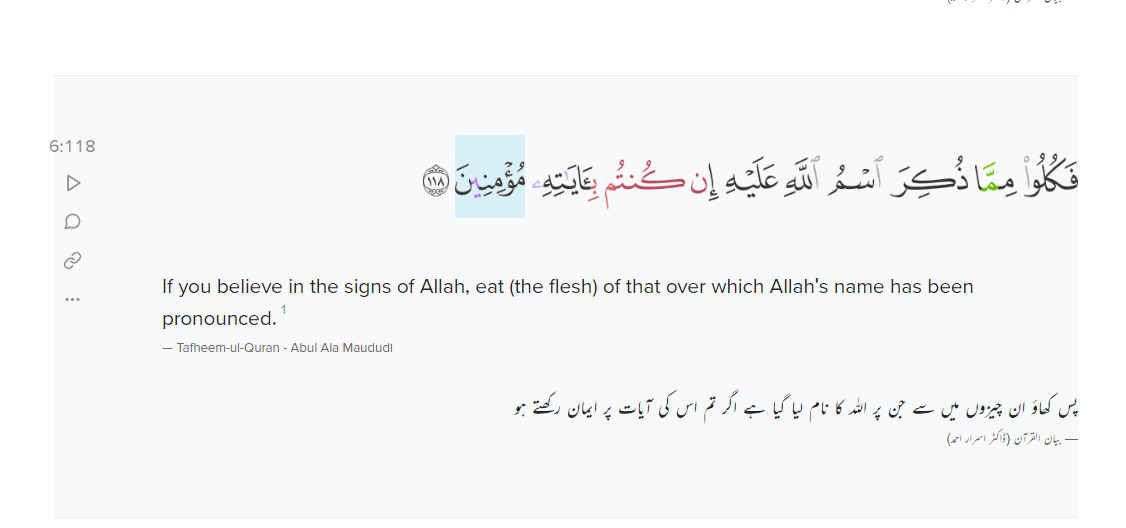 6:118
فَكُلُوا۟ مِمَّا ذُكِرَ ٱسْمُ ٱللَّهِ عَلَيْهِ إِن كُنتُم بِـَٔايَـٰتِهِۦ مُؤْمِنِينَ ١١٨
If you believe in the signs of Allah, eat (the flesh) of that over which Allah's name has been
pronounced. 1
— Tafheem-ul-Quran - Abul Ala Maududi
پس کھاؤ ان چیزوں میں سے جن پر اللہ کا نام لیا گیا ہے اگر تم اس کی آیات پر ایمان رکھتے ہو
— بیان القرآن (ڈاکٹر اسرار احمد)